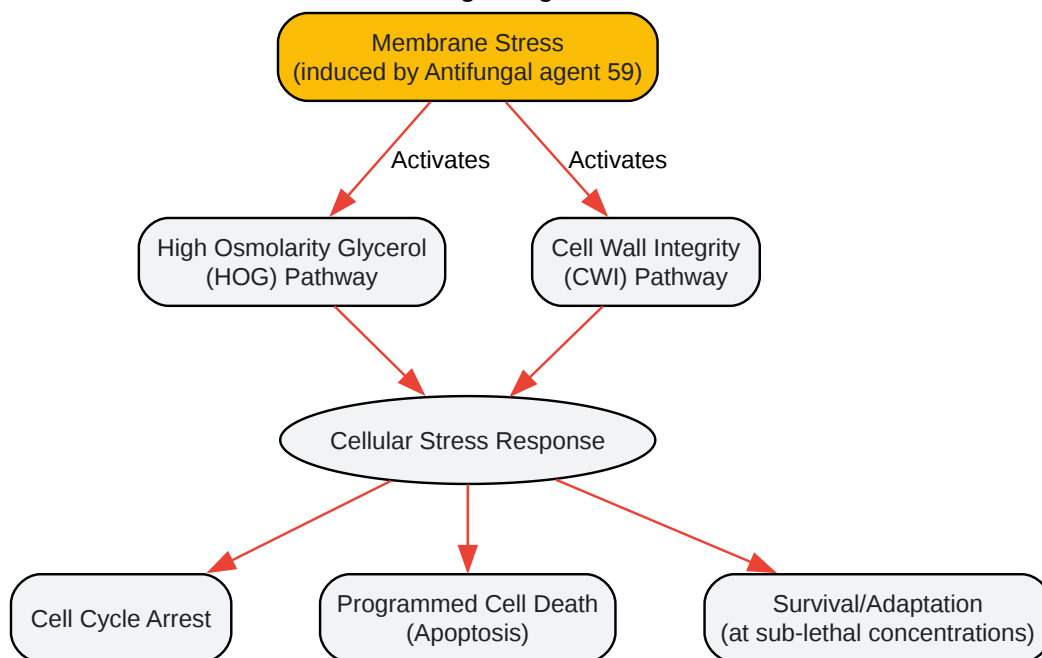 Membrane Stress
(induced by Antifungal agent 59)
Activates
Activates
High Osmolarity Glycerol
(HOG) Pathway
Cell Wall Integrity
(CWI) Pathway
Cellular Stress Response
Cell Cycle Arrest
Programmed Cell Death
(Apoptosis)
Survival/Adaptation
(at sub-lethal concentrations)